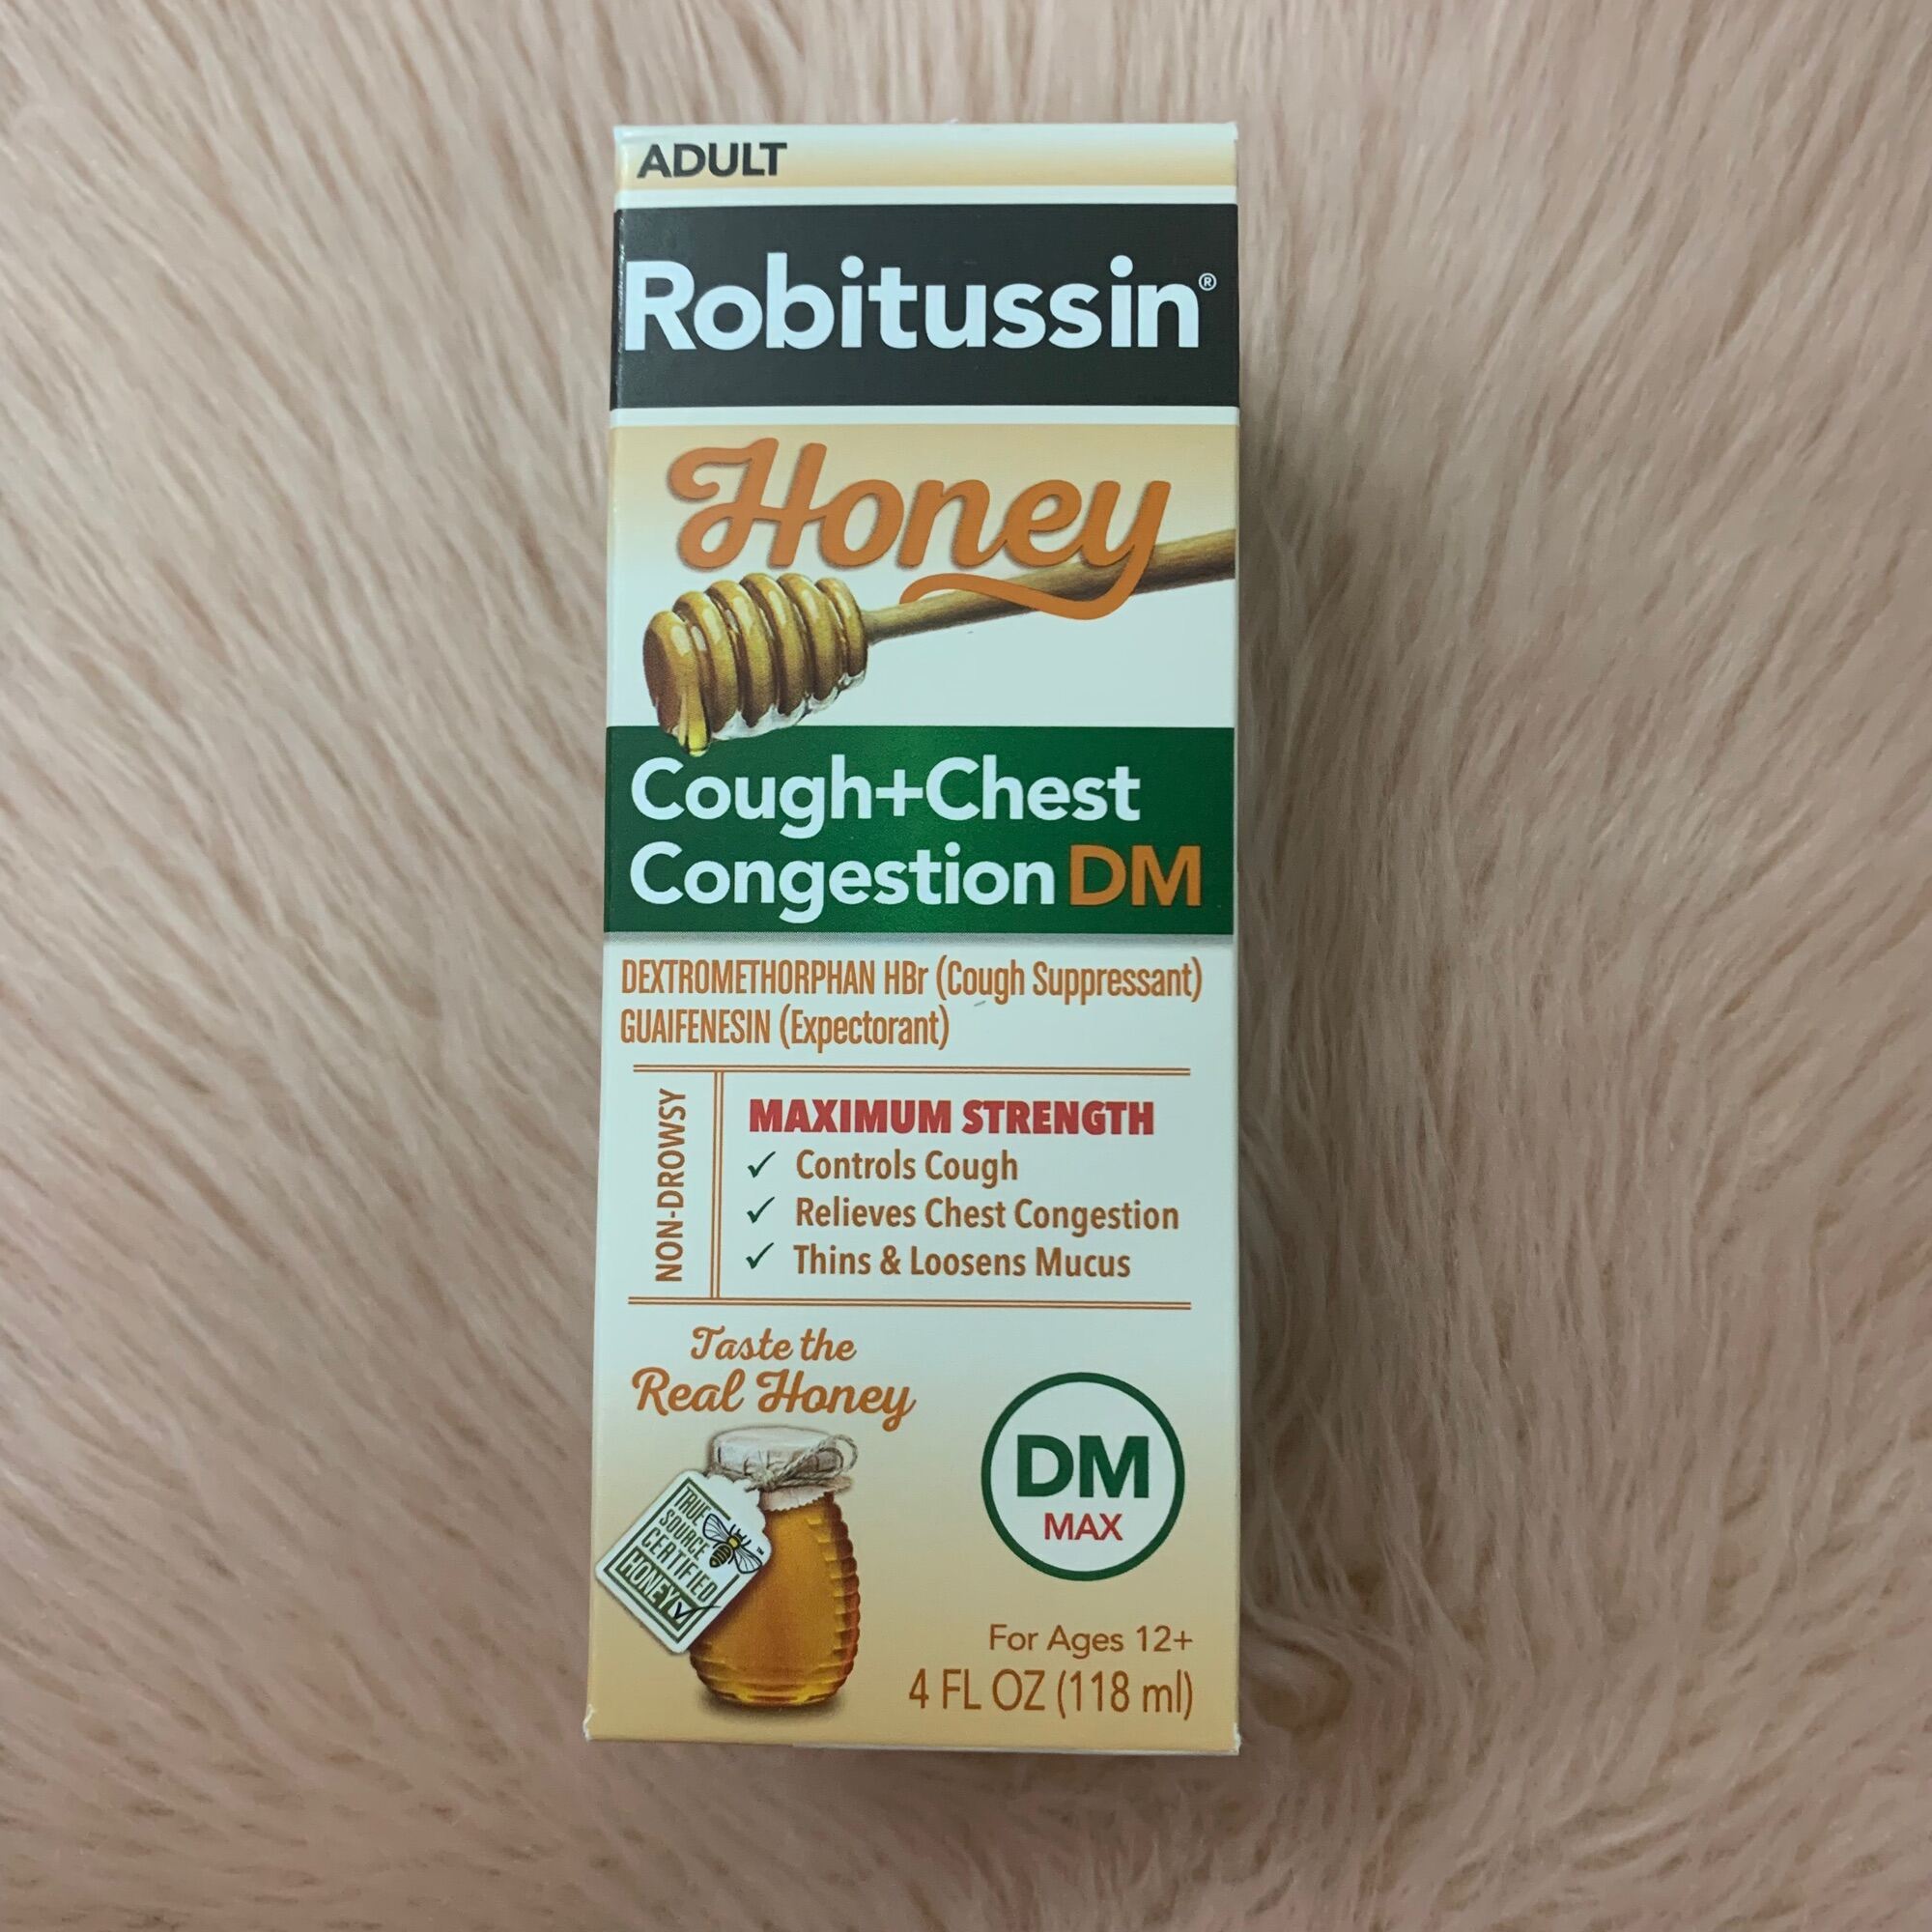 ADULT
Robitussin®
Honey
Cough+Chest
Congestion DM
DEXTROMETHORPHAN HBr (Cough Suppressant)
GUAIFENESIN (Expectorant)
NON-DROWSY
MAXIMUM STRENGTH
✓ Controls Cough
✓ Relieves Chest Congestion
✓ Thins & Loosens Mucus
Taste the
Real Honey
TRUE
SOURCE
CERTIFIED
HONEY
™
DM
MAX
For Ages 12+
4 FL OZ (118 ml)